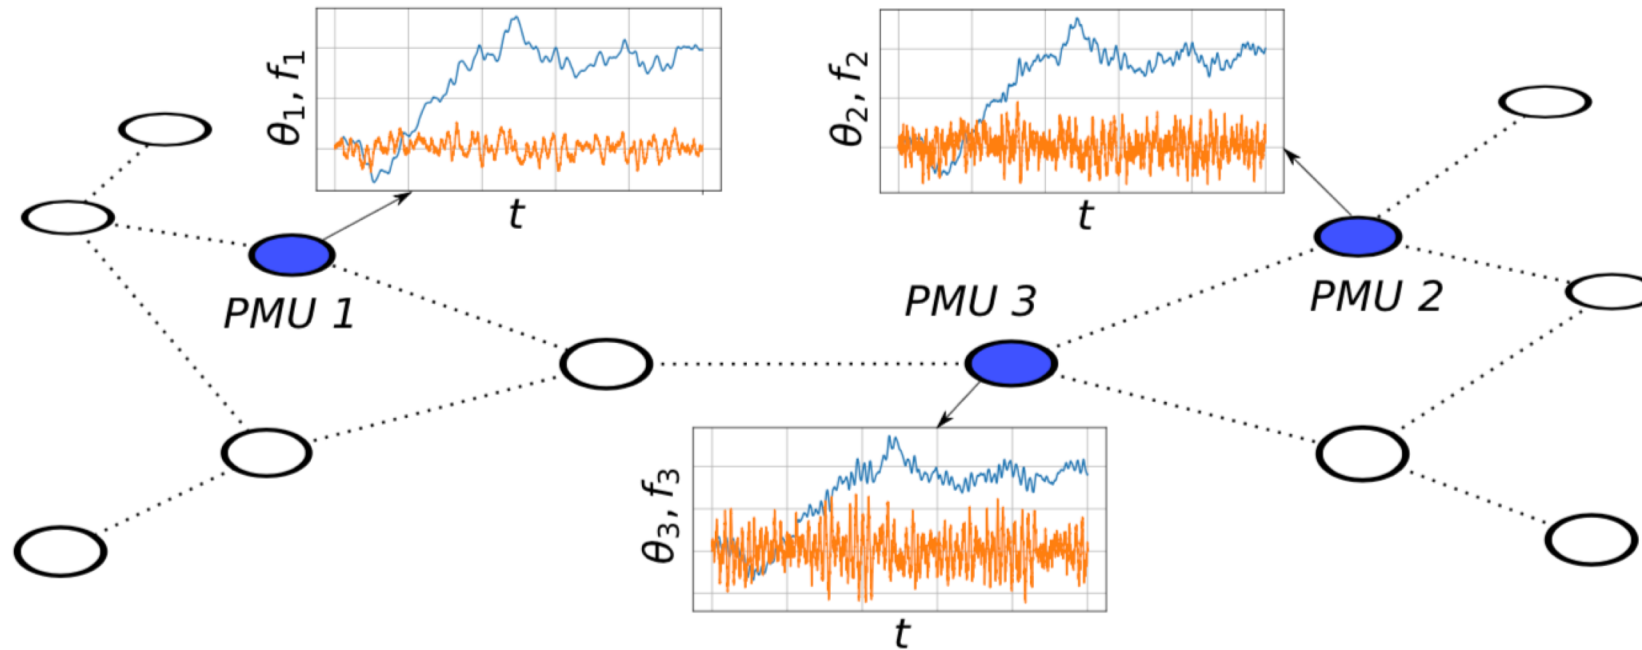 θ₁, f₁
t
θ₂, f₂
t
PMU 1
PMU 3
PMU 2
θ₃, f₃
t